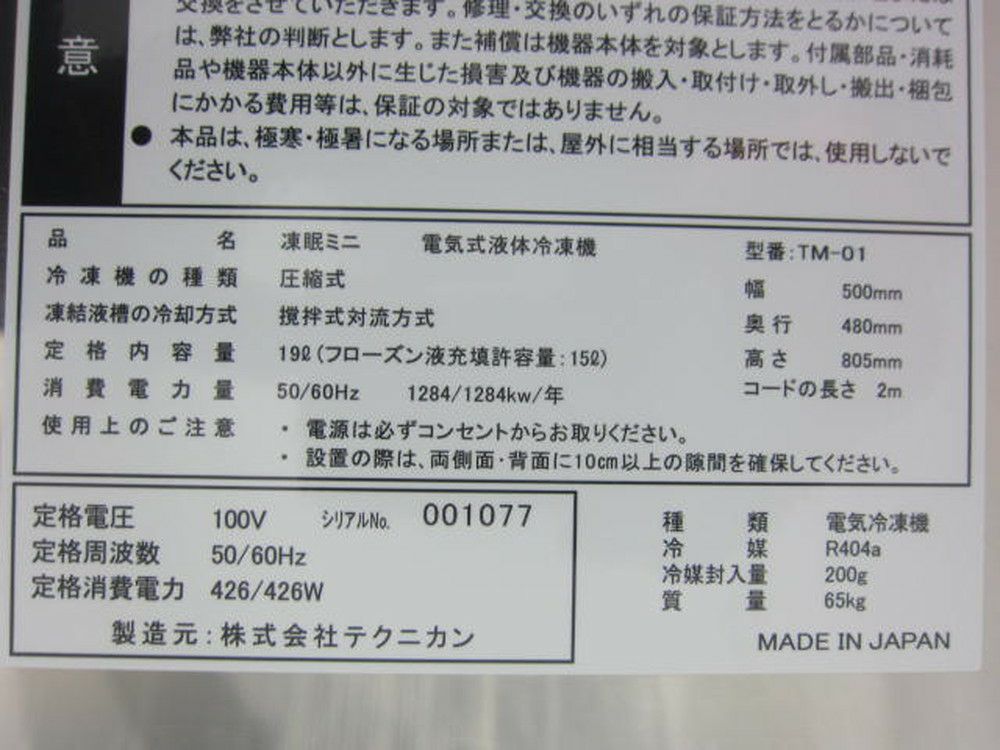 交換をさせていただきます。修理・交換のいずれの保証方法をとるかについて
は、弊社の判断とします。また補償は機器本体を対象とします。付属部品・消耗
品や機器本体以外に生じた損害及び機器の搬入・取付け・取外し・搬出・梱包
にかかる費用等は、保証の対象ではありません。
意
● 本品は、極寒・極暑になる場所または、屋外に相当する場所では、使用しないで
ください。
品名 凍眠ミニ 電気式液体冷凍機 型番:TM-01
冷凍機の種類 圧縮式 幅 500mm
凍結液槽の冷却方式 撹拌式対流方式 奥行 480mm
定格内容量 19ℓ(フローズン液充填許容量:15ℓ) 高さ 805mm
消費電力量 50/60Hz 1284/1284kw/年 コードの長さ 2m
使用上のご注意 ・ 電源は必ずコンセントからお取りください。
・ 設置の際は、両側面・背面に10cm以上の隙間を確保してください。
定格電圧 100V シリアルNo. 001077
定格周波数 50/60Hz
定格消費電力 426/426W
製造元:株式会社テクニカン
種類 電気冷凍機
冷媒 R404a
冷媒封入量 200g
質量 65kg
MADE IN JAPAN